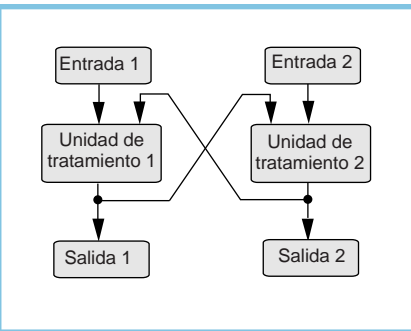 Entrada 1
Entrada 2
Unidad de
tratamiento 1
Unidad de
tratamiento 2
Salida 1
Salida 2